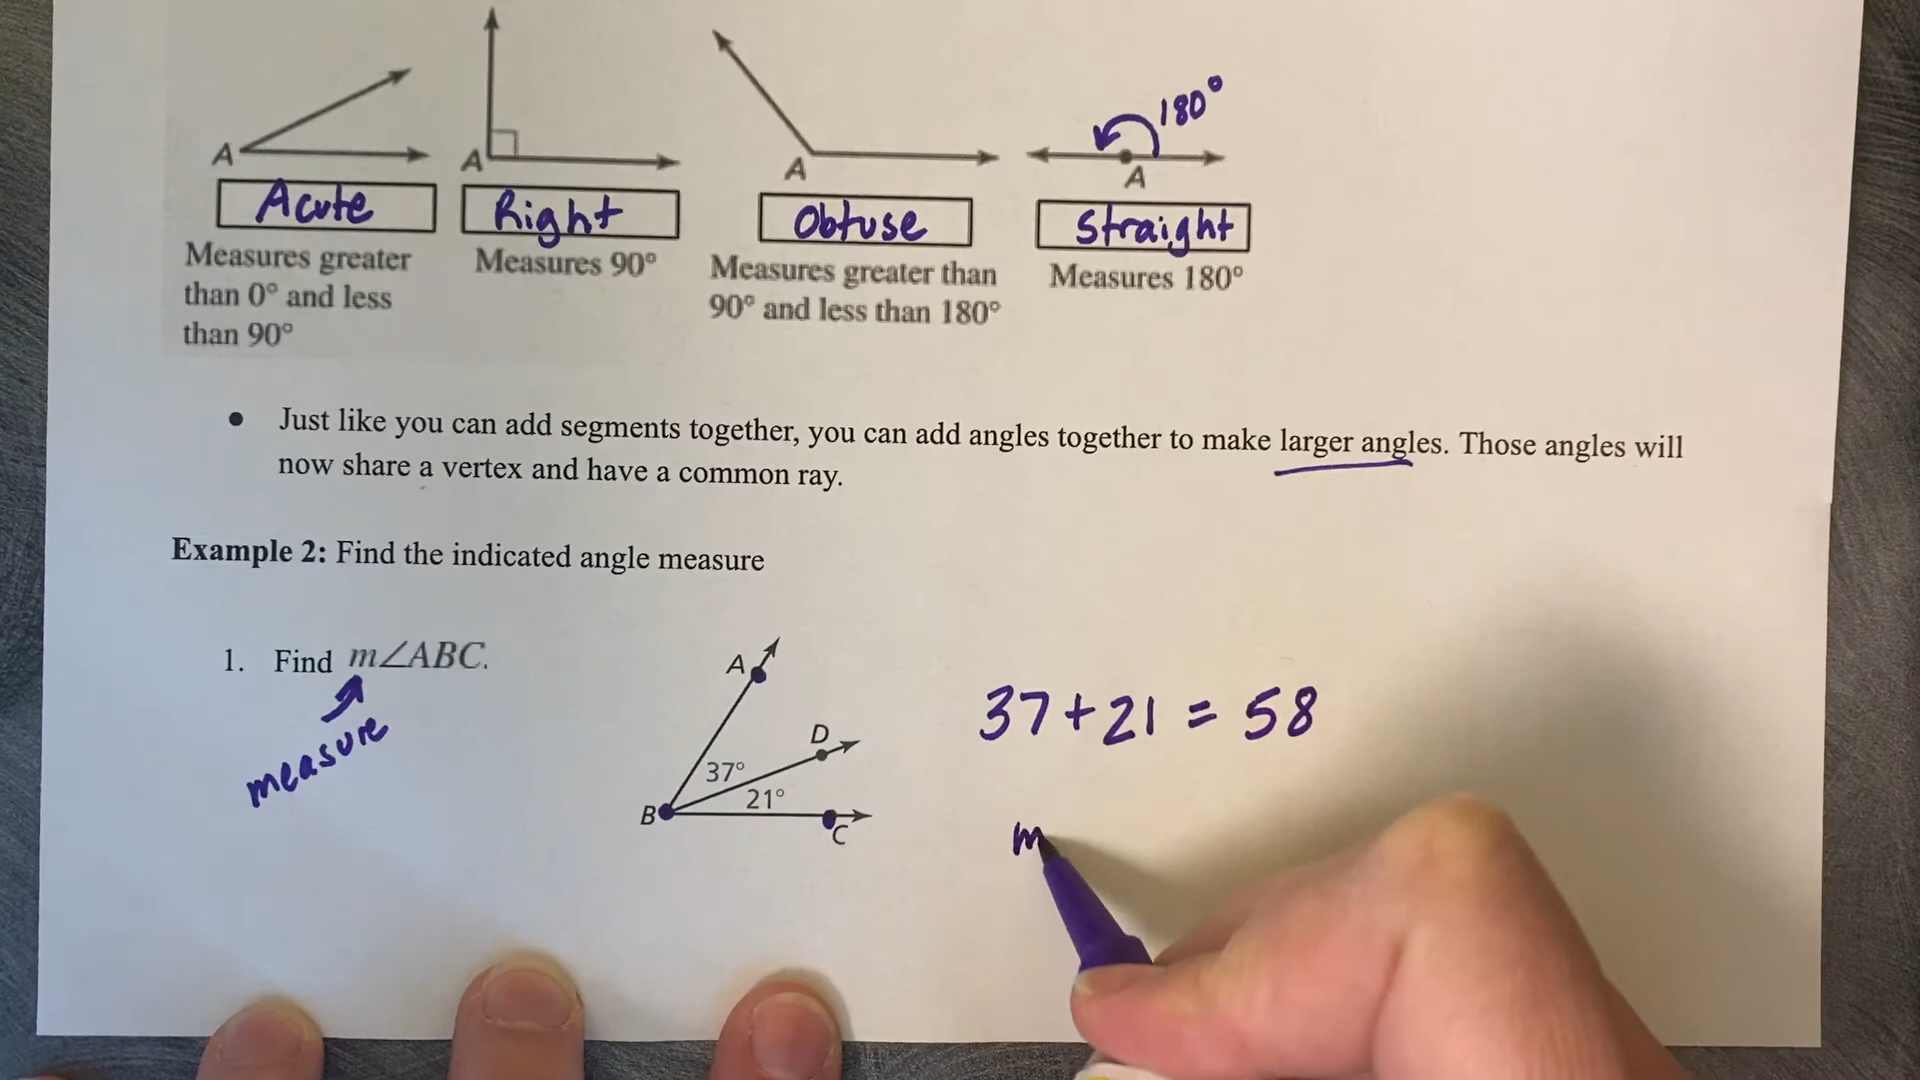 180°
A A A A
Acute Right Obtuse Straight
Measures greater than 0° and less than 90°
Measures 90°
Measures greater than 90° and less than 180°
Measures 180°
• Just like you can add segments together, you can add angles together to make larger angles. Those angles will
now share a vertex and have a common ray.
Example 2: Find the indicated angle measure
1. Find m∠ABC.
measure
A
D
37°
21°
B
C
37+21 = 58
m